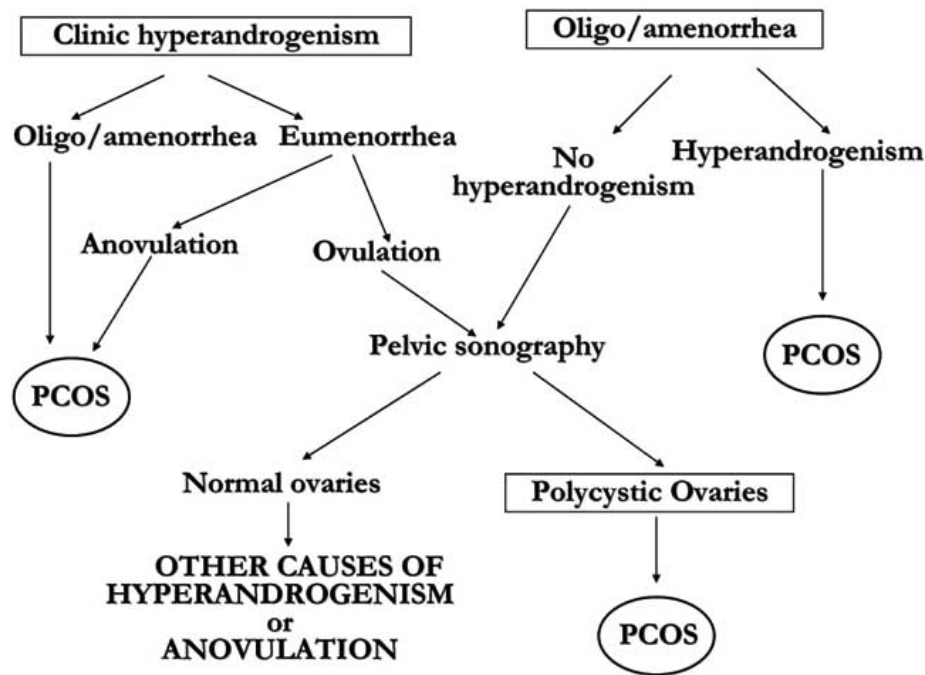 Clinic hyperandrogenism
Oligo/amenorrhea
Oligo/amenorrhea
Eumenorrhea
No
hyperandrogenism
Hyperandrogenism
Anovulation
Ovulation
Pelvic sonography
PCOS
PCOS
Normal ovaries
Polycystic Ovaries
OTHER CAUSES OF
HYPERANDROGENISM
or
ANOVULATION
PCOS